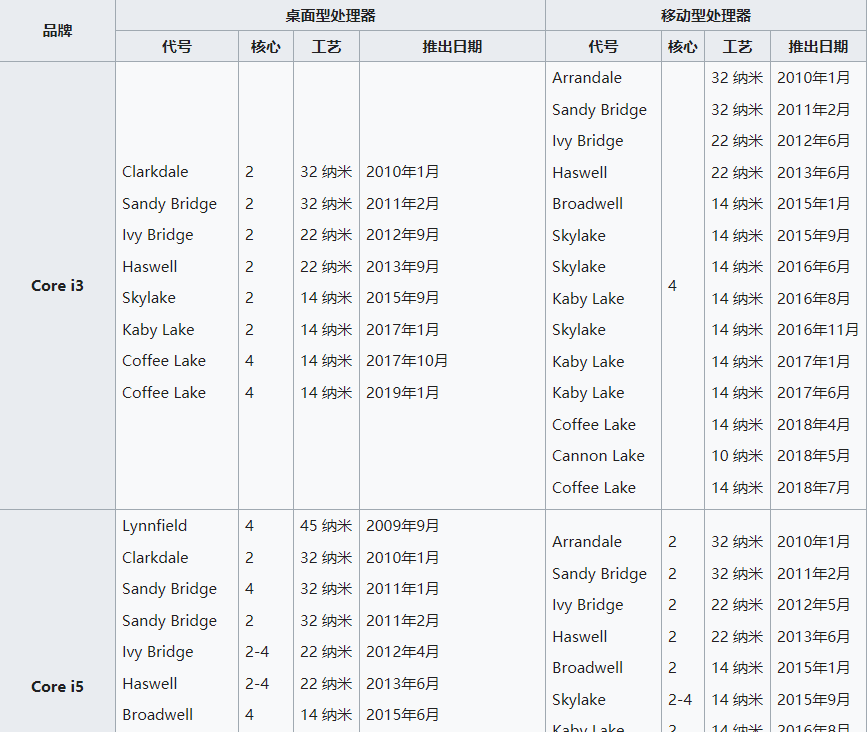 品牌 桌面型处理器 移动型处理器
代号 核心 工艺 推出日期 代号 核心 工艺 推出日期
Core i3
Clarkdale 2 32 纳米 2010年1月
Sandy Bridge 2 32 纳米 2011年2月
Ivy Bridge 2 22 纳米 2012年9月
Haswell 2 22 纳米 2013年9月
Skylake 2 14 纳米 2015年9月
Kaby Lake 2 14 纳米 2017年1月
Coffee Lake 4 14 纳米 2017年10月
Coffee Lake 4 14 纳米 2019年1月
Arrandale 32 纳米 2010年1月
Sandy Bridge 32 纳米 2011年2月
Ivy Bridge 22 纳米 2012年6月
Haswell 22 纳米 2013年6月
Broadwell 14 纳米 2015年1月
Skylake 14 纳米 2015年9月
Skylake 14 纳米 2016年6月
4
Kaby Lake 14 纳米 2016年8月
Skylake 14 纳米 2016年11月
Kaby Lake 14 纳米 2017年1月
Kaby Lake 14 纳米 2017年6月
Coffee Lake 14 纳米 2018年4月
Cannon Lake 10 纳米 2018年5月
Coffee Lake 14 纳米 2018年7月
Core i5
Lynnfield 4 45 纳米 2009年9月
Clarkdale 2 32 纳米 2010年1月
Sandy Bridge 4 32 纳米 2011年1月
Sandy Bridge 2 32 纳米 2011年2月
Ivy Bridge 2-4 22 纳米 2012年4月
Haswell 2-4 22 纳米 2013年6月
Broadwell 4 14 纳米 2015年6月
Arrandale 2 32 纳米 2010年1月
Sandy Bridge 2 32 纳米 2011年2月
Ivy Bridge 2 22 纳米 2012年5月
Haswell 2 22 纳米 2013年6月
Broadwell 2 14 纳米 2015年1月
Skylake 2-4 14 纳米 2015年9月
Kaby Lake 2 14 纳米 2016年8月